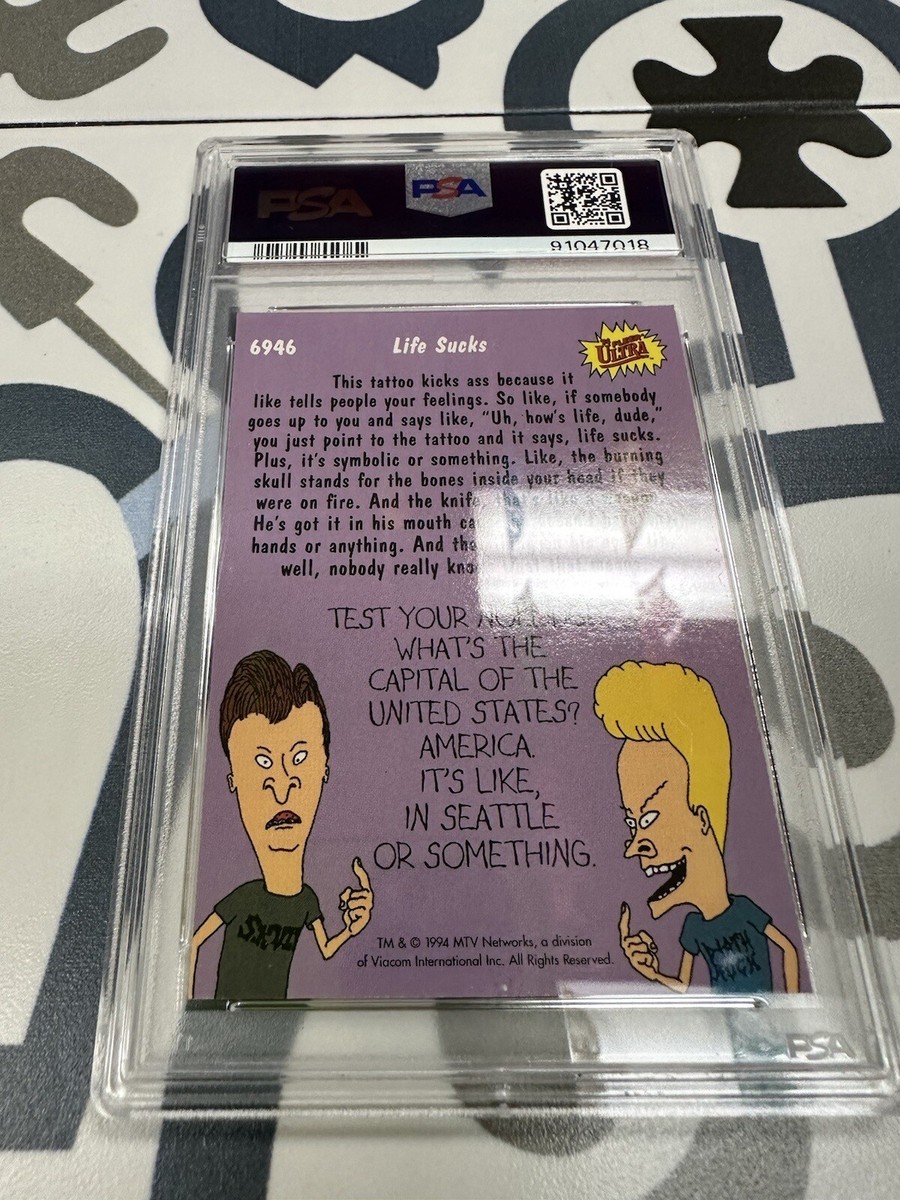 PSA
PSA
91047018
6946
Life Sucks
'94 FLEER
ULTRA
This tattoo kicks ass because it
like tells people your feelings. So like, if somebody
goes up to you and says like, "Uh, how's life, dude,"
you just point to the tattoo and it says, life sucks.
Plus, it's symbolic or something. Like, the burning
skull stands for the bones inside your head if they
were on fire. And the knife that's like
He's got it in his mouth
hands or anything. And
well, nobody really
TEST YOUR
WHAT'S THE
CAPITAL OF THE
UNITED STATES?
AMERICA.
IT'S LIKE,
IN SEATTLE
OR SOMETHING.
TM & © 1994 MTV Networks, a division
of Viacom International Inc. All Rights Reserved.
PSA